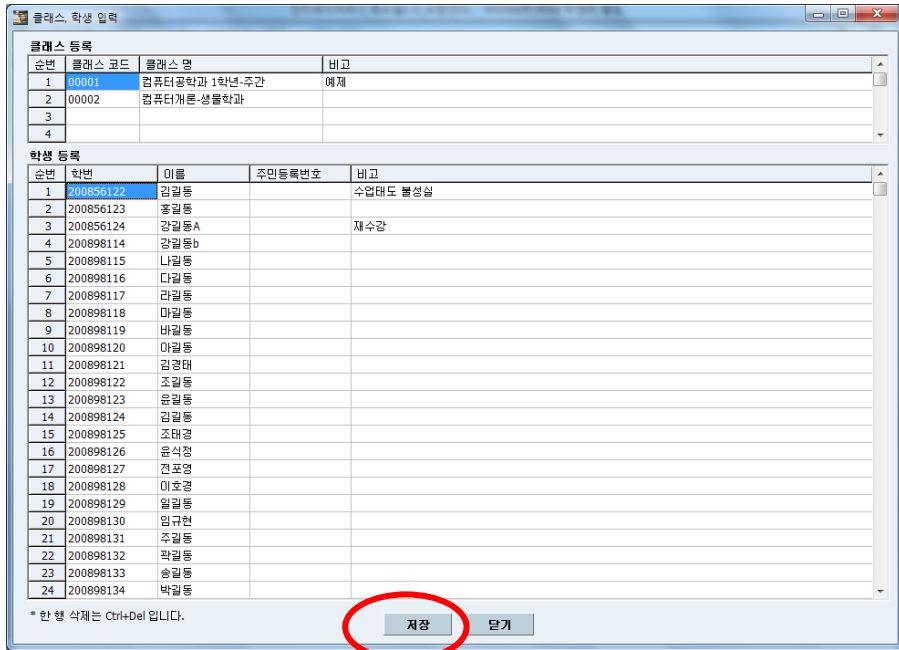 클래스, 학생 입력
클래스 등록
순번 클래스 코드 클래스 명 비고
1 00001 컴퓨터공학과 1학년-주간 예제
2 00002 컴퓨터개론-생물학과
3
4
학생 등록
순번 학번 이름 주민등록번호 비고
1 200856122 김길동 수업태도 불성실
2 200856123 홍길동
3 200856124 강길동A 재수강
4 200898114 강길동b
5 200898115 나길동
6 200898116 다길동
7 200898117 라길동
8 200898118 마길동
9 200898119 바길동
10 200898120 아길동
11 200898121 김경태
12 200898122 조길동
13 200898123 윤길동
14 200898124 김길동
15 200898125 조태경
16 200898126 윤식정
17 200898127 전포영
18 200898128 이호경
19 200898129 일길동
20 200898130 임규현
21 200898131 주길동
22 200898132 곽길동
23 200898133 송길동
24 200898134 박길동
* 한 행 삭제는 Ctrl+Del 입니다.
저장 닫기